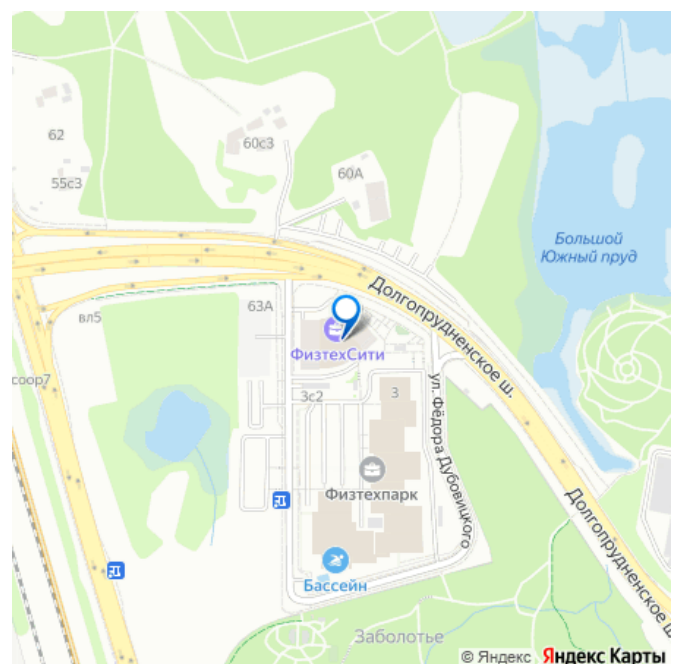 62
60с3
55с3
60А
Большой
Южный пруд
Долгопрудненское ш.
63А
вл5
ФизтехСити
соор7
3с2
3
ул. Фёдора Дубовицкого
Физтехпарк
Долгопрудненское ш.
Бассейн
Заболотье
© Яндекс Яндекс Карты